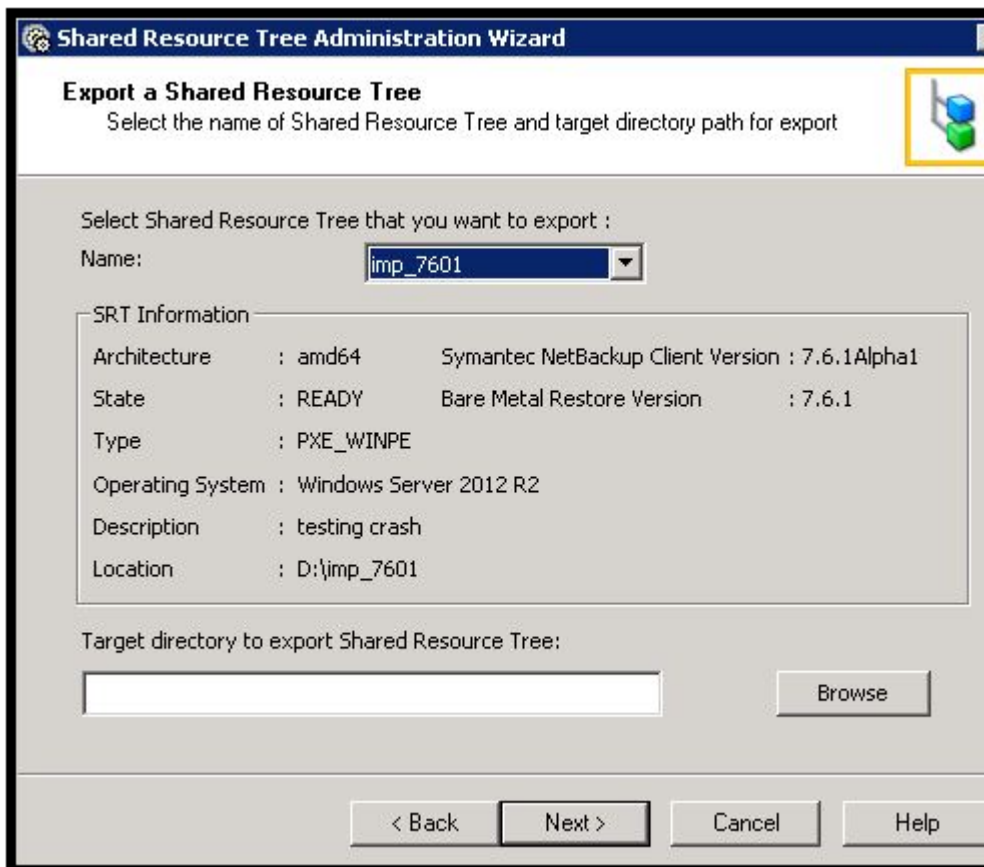 Shared Resource Tree Administration Wizard
Export a Shared Resource Tree
Select the name of Shared Resource Tree and target directory path for export
Select Shared Resource Tree that you want to export :
Name: imp_7601
SRT Information
Architecture : amd64 Symantec NetBackup Client Version : 7.6.1Alpha1
State : READY Bare Metal Restore Version : 7.6.1
Type : PXE_WINPE
Operating System : Windows Server 2012 R2
Description : testing crash
Location : D:\imp_7601
Target directory to export Shared Resource Tree:
Browse
< Back Next > Cancel Help